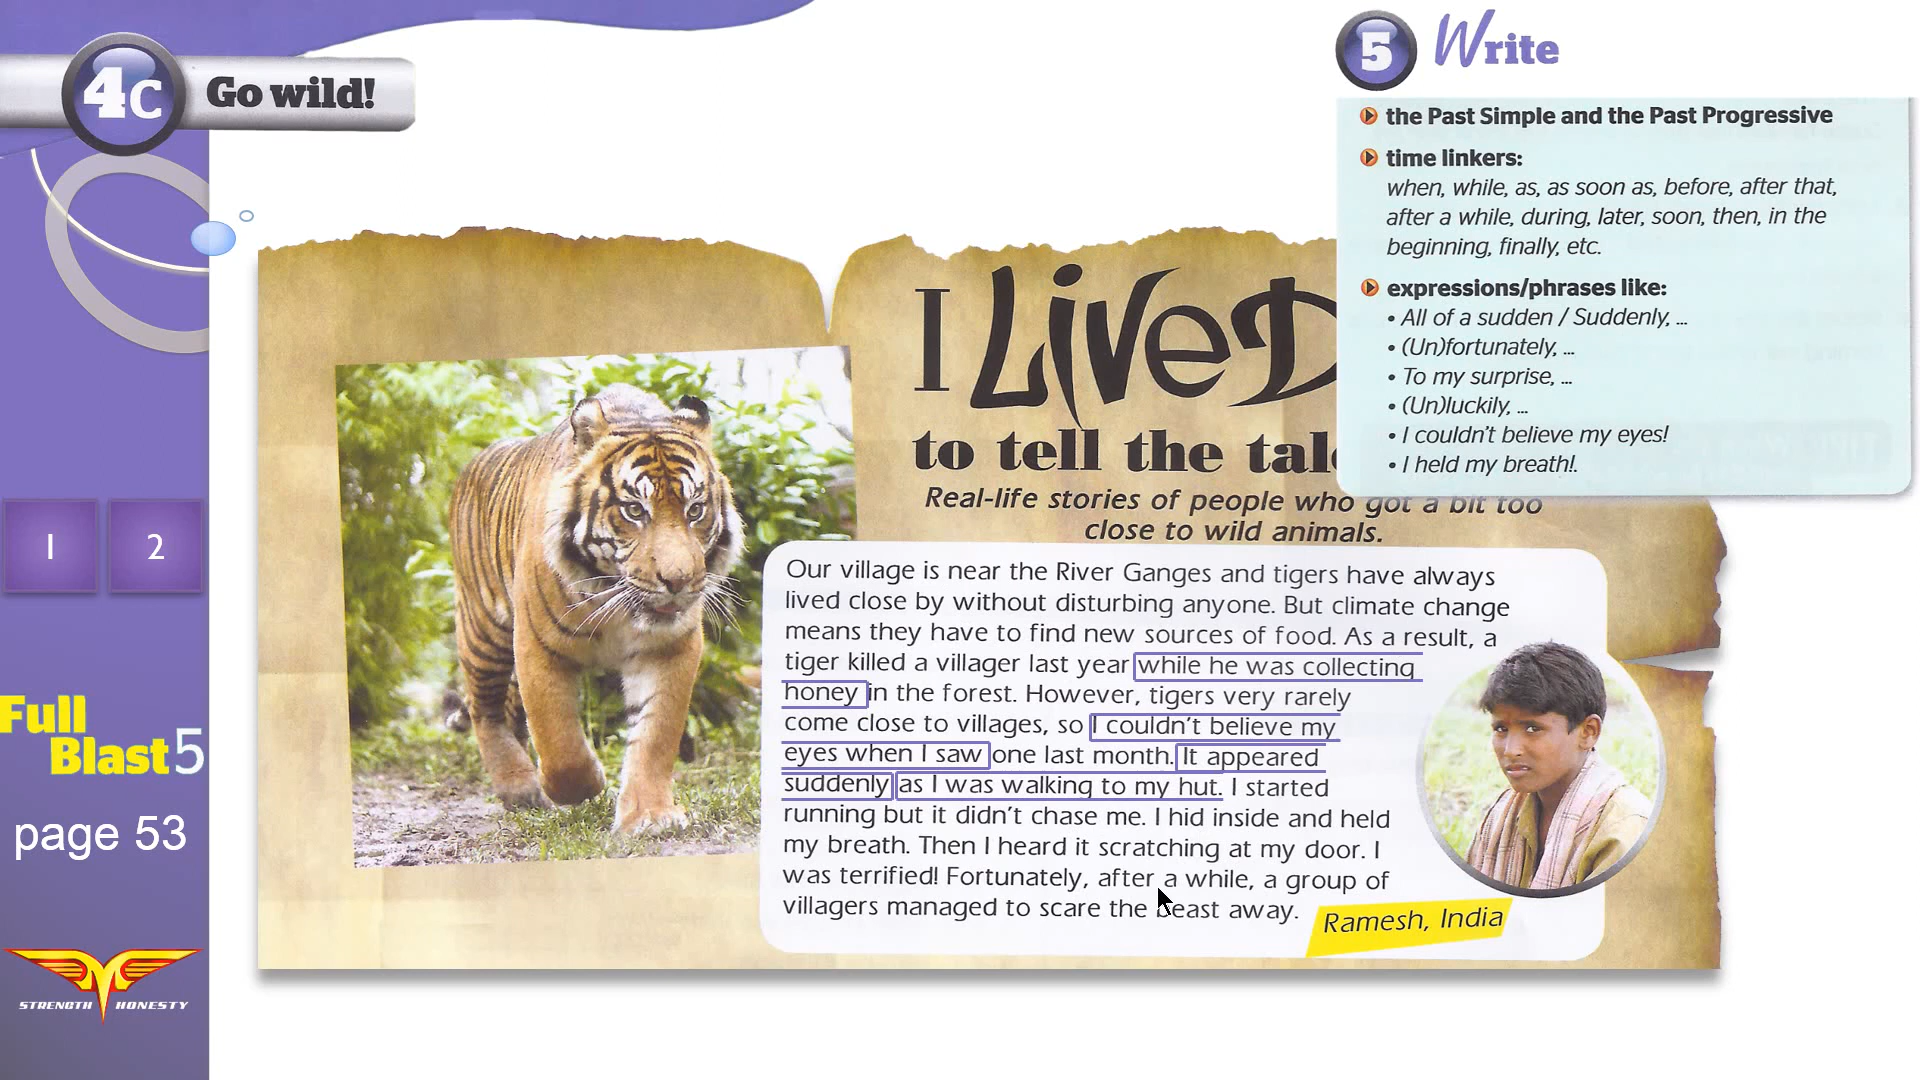 4C Go wild!
5 Write
the Past Simple and the Past Progressive
time linkers:
when, while, as, as soon as, before, after that,
after a while, during, later, soon, then, in the
beginning, finally, etc.
expressions/phrases like:
• All of a sudden / Suddenly, ...
• (Un)fortunately, ...
• To my surprise, ...
• (Un)luckily, ...
• I couldn't believe my eyes!
• I held my breath!.
I LiveD
to tell the tale
Real-life stories of people who got a bit too
close to wild animals.
Our village is near the River Ganges and tigers have always
lived close by without disturbing anyone. But climate change
means they have to find new sources of food. As a result, a
tiger killed a villager last year while he was collecting
honey in the forest. However, tigers very rarely
come close to villages, so I couldn't believe my
eyes when I saw one last month. It appeared
suddenly as I was walking to my hut. I started
running but it didn't chase me. I hid inside and held
my breath. Then I heard it scratching at my door. I
was terrified! Fortunately, after a while, a group of
villagers managed to scare the beast away.
Ramesh, India
1 2
Full
Blast 5
page 53
STRENGTH HONESTY